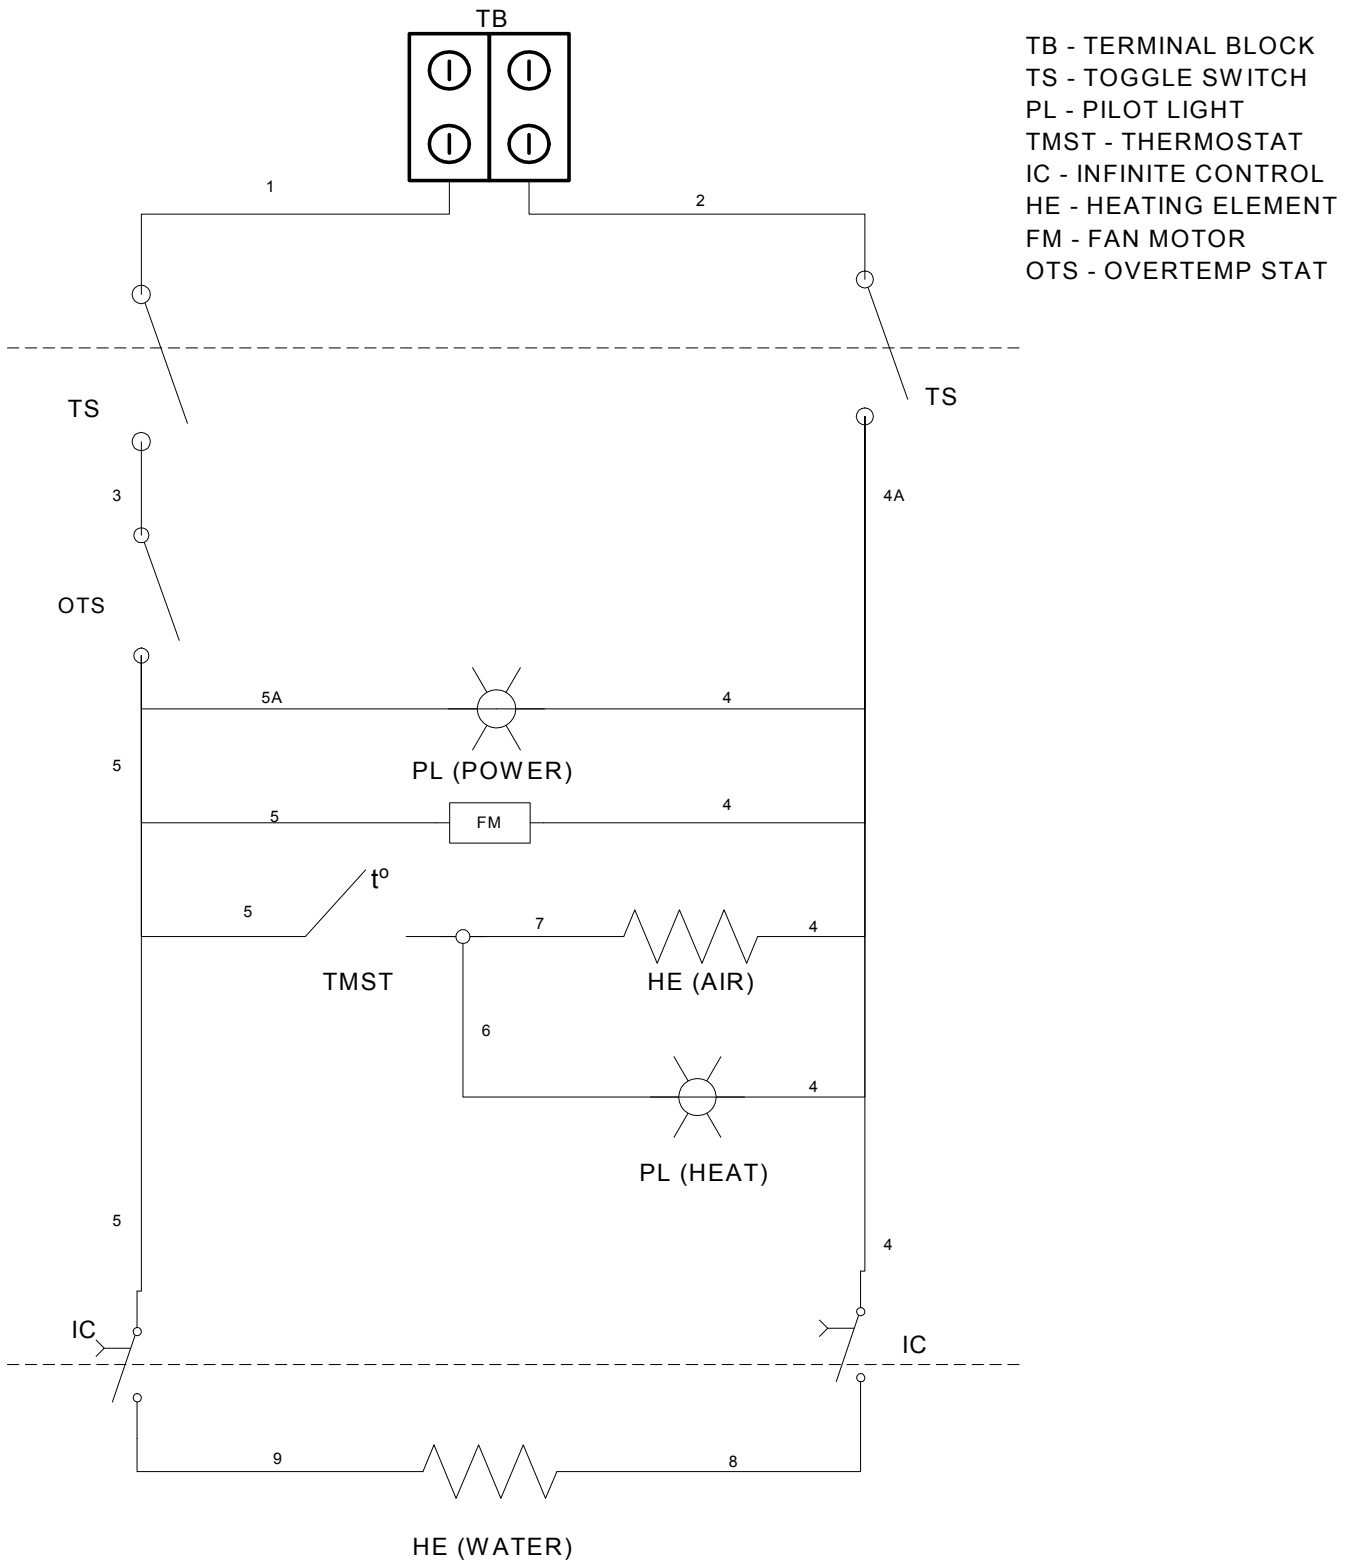 TB
TB - TERMINAL BLOCK
TS - TOGGLE SWITCH
PL - PILOT LIGHT
TMST - THERMOSTAT
IC - INFINITE CONTROL
HE - HEATING ELEMENT
FM - FAN MOTOR
OTS - OVERTEMP STAT
1
2
TS
TS
3
4A
OTS
5A
4
PL (POWER)
5
5
FM
4
5
tº
7
4
TMST
HE (AIR)
6
4
PL (HEAT)
5
4
IC
IC
9
8
HE (WATER)